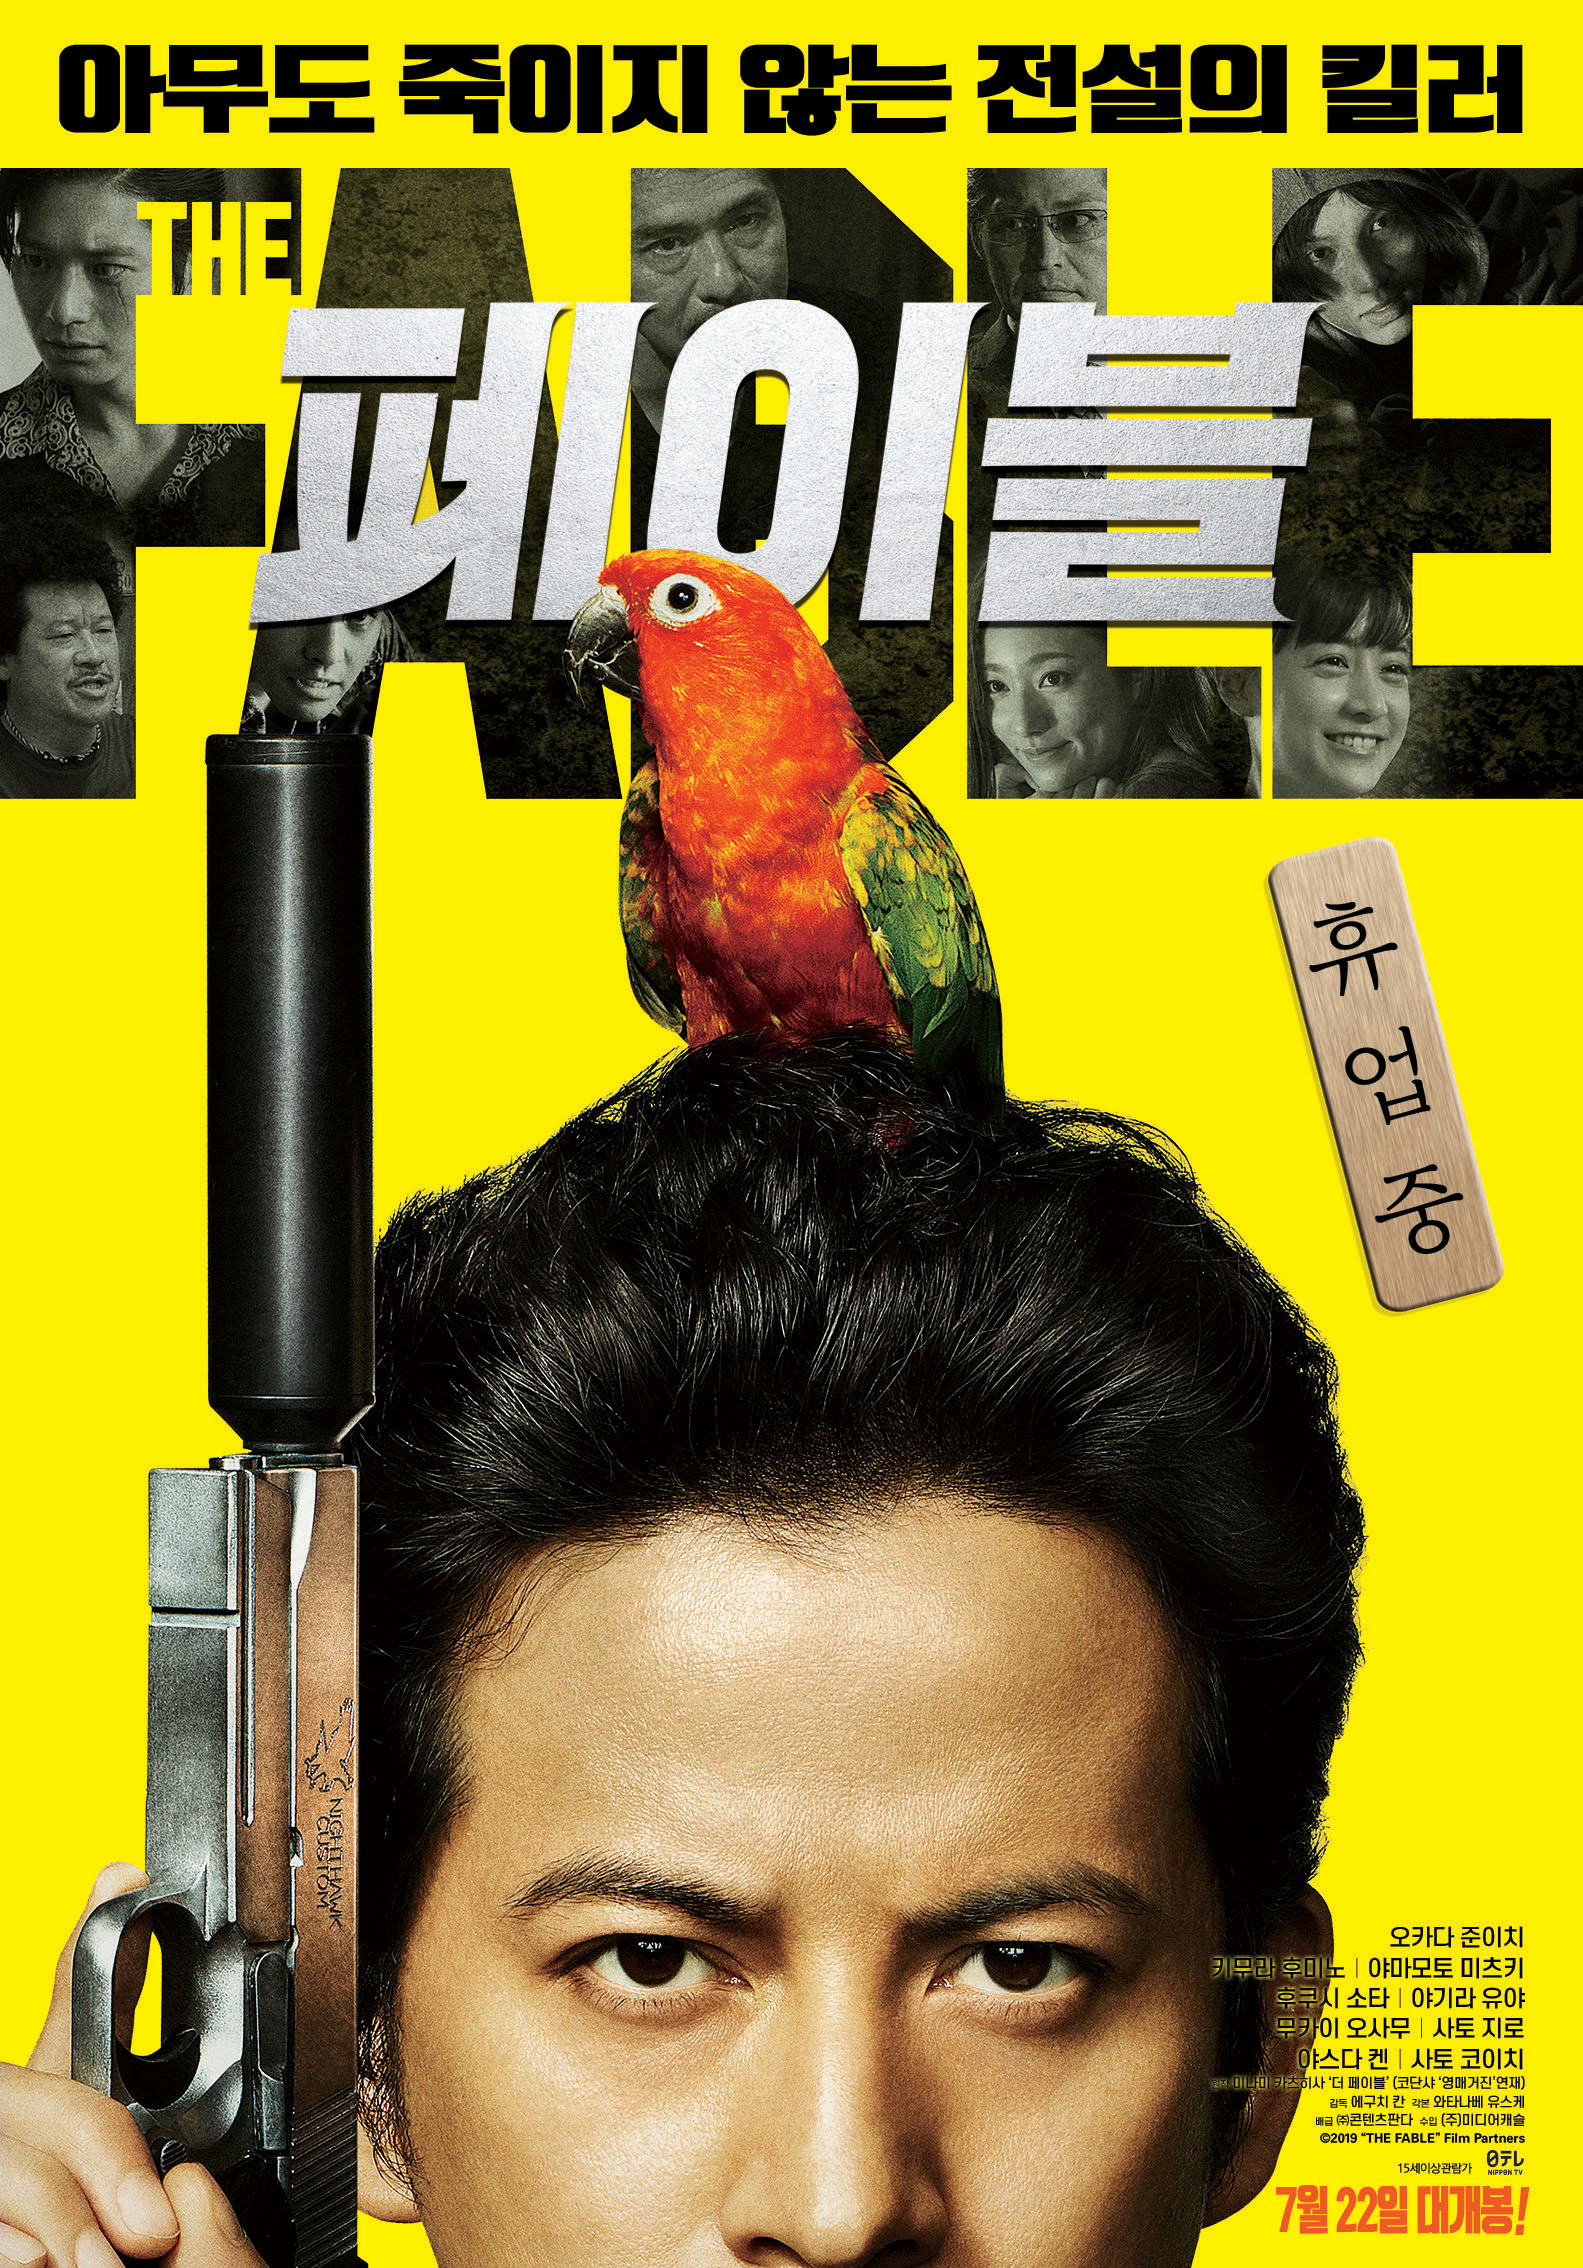 아무도 죽이지 않는 전설의 킬러
THE
FABLE
페이블
휴업중
NIGHTHAWK
CUSTOM
오카다 준이치
키무라 후미노 | 야마모토 미츠키
후쿠시 소타 | 야기라 유야
무카이 오사무 | 사토 지로
야스다 켄 | 사토 코이치
원작 미나미 카츠히사 '더 페이블' (코단샤 '영매거진'연재)
감독 에구치 칸 각본 와타나베 유스케
배급 ㈜콘텐츠판다 수입 (주)미디어캐슬
©2019 "THE FABLE" Film Partners
15세이상관람가 日テレ
NIPPON TV
7월 22일 대개봉!